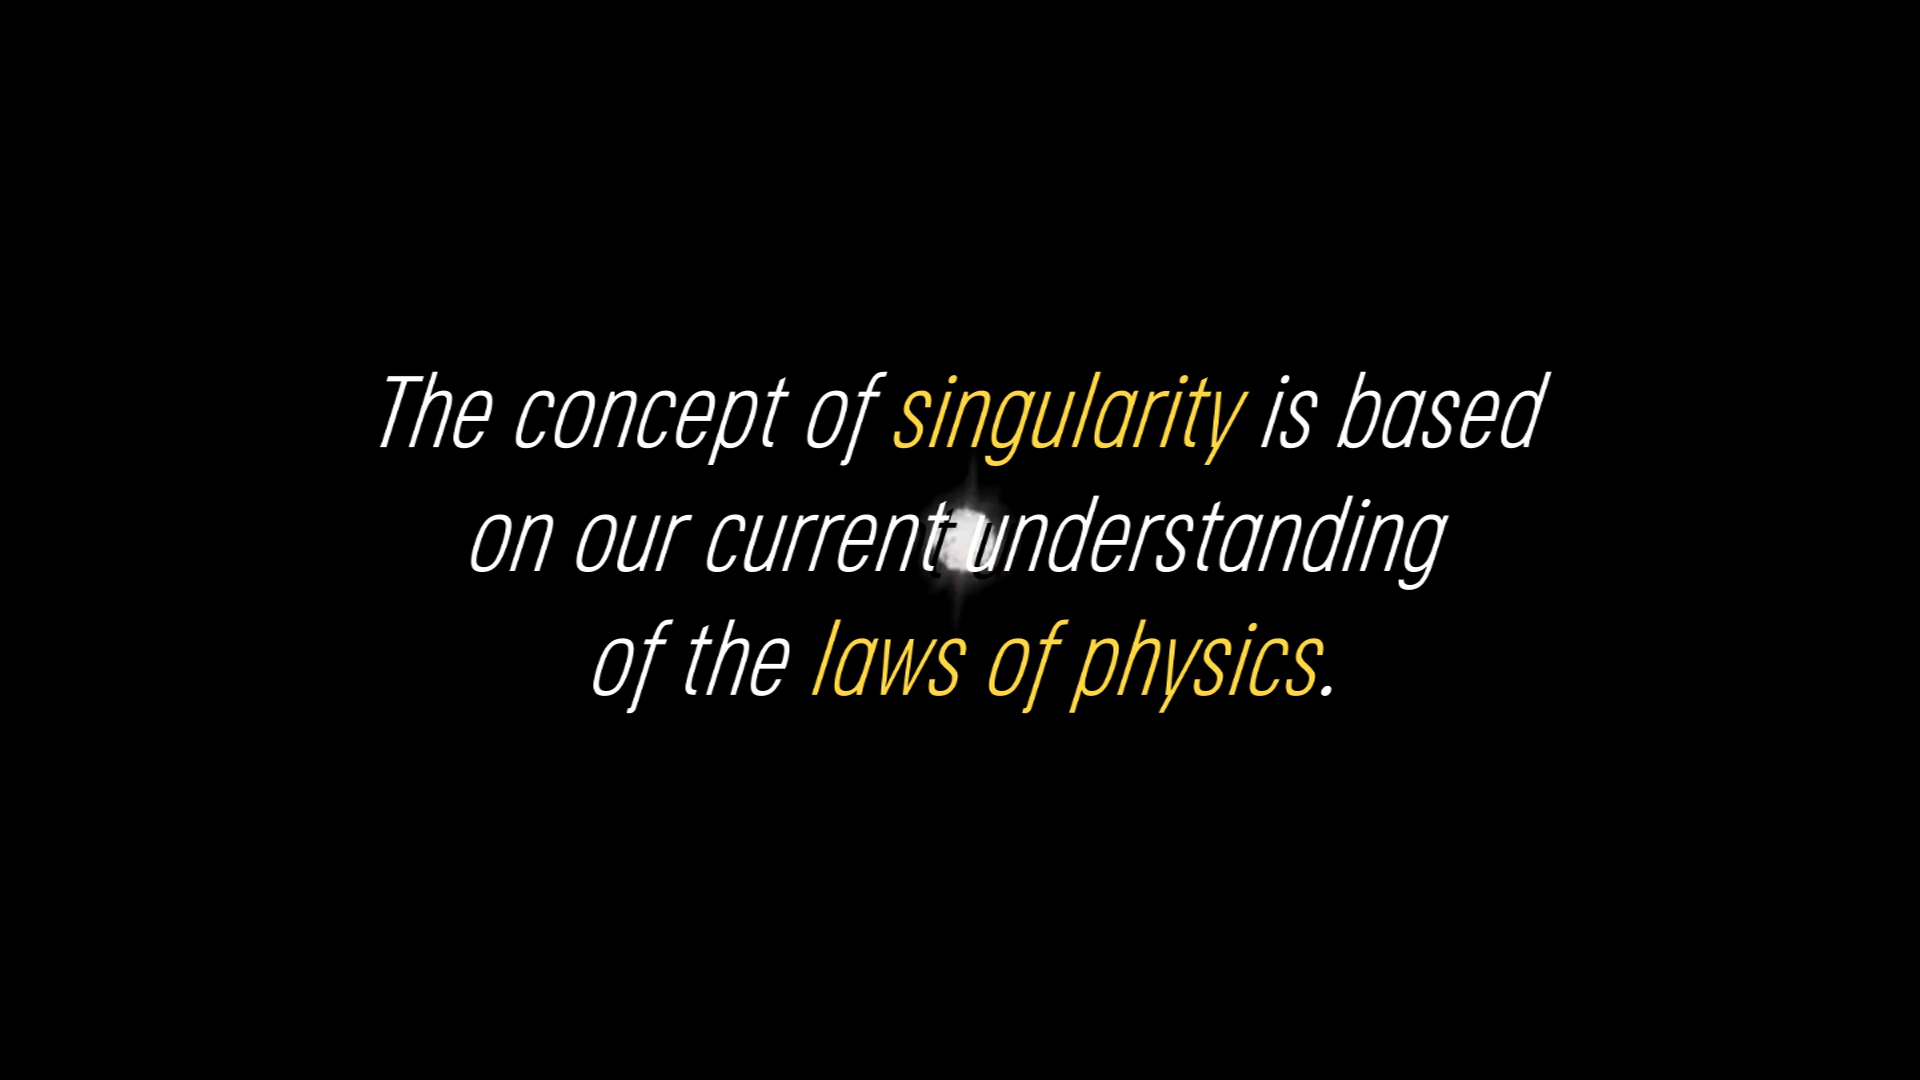 The concept of singularity is based
on our current understanding
of the laws of physics.